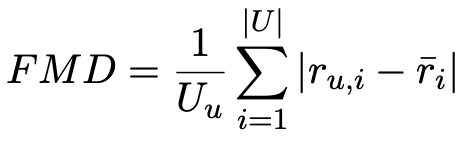 $FMD = \frac{1}{U_u} \sum_{i=1}^{|U|} |r_{u,i} - \bar{r}_i|$